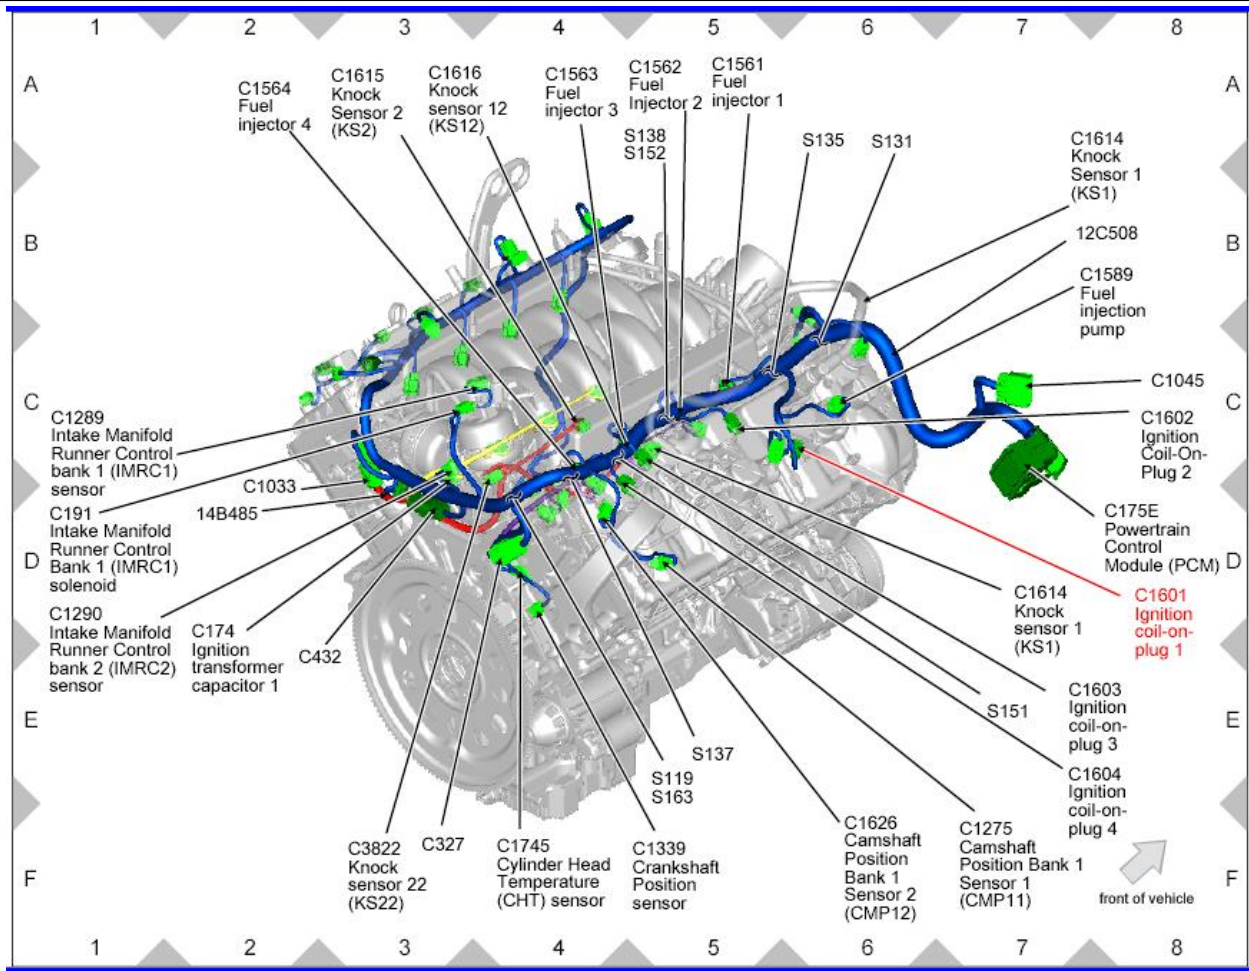 1 2 3 4 5 6 7 8
A
A
C1564
Fuel
injector 4
C1615
Knock
Sensor 2
(KS2)
C1616
Knock
sensor 12
(KS12)
C1563
Fuel
injector 3
C1562
Fuel
Injector 2
C1561
Fuel
injector 1
S138
S152
S135
S131
C1614
Knock
Sensor 1
(KS1)
B
B
12C508
C1589
Fuel
injection
pump
C
C
C1045
C1602
Ignition
Coil-On-
Plug 2
C1289
Intake Manifold
Runner Control
bank 1 (IMRC1)
sensor
C1033
14B485
C191
Intake Manifold
Runner Control
Bank 1 (IMRC1)
solenoid
D
D
C175E
Powertrain
Control
Module (PCM)
C1614
Knock
sensor 1
(KS1)
C1601
Ignition
coil-on-
plug 1
C1290
Intake Manifold
Runner Control
bank 2 (IMRC2)
sensor
C174
Ignition
transformer
capacitor 1
C432
E
E
C1603
Ignition
coil-on-
plug 3
S151
S137
S119
S163
C1604
Ignition
coil-on-
plug 4
C3822
Knock
sensor 22
(KS22)
C327
C1745
Cylinder Head
Temperature
(CHT) sensor
C1339
Crankshaft
Position
sensor
C1626
Camshaft
Position
Bank 1
Sensor 2
(CMP12)
C1275
Camshaft
Position Bank 1
Sensor 1
(CMP11)
F
F
front of vehicle
1 2 3 4 5 6 7 8